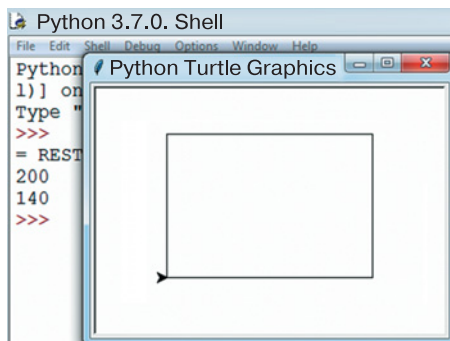 Python 3.7.0. Shell
File Edit Shell Debug Options Window Help
Python Turtle Graphics
Python
1)] on
Type "
>>>
= REST
200
140
>>>